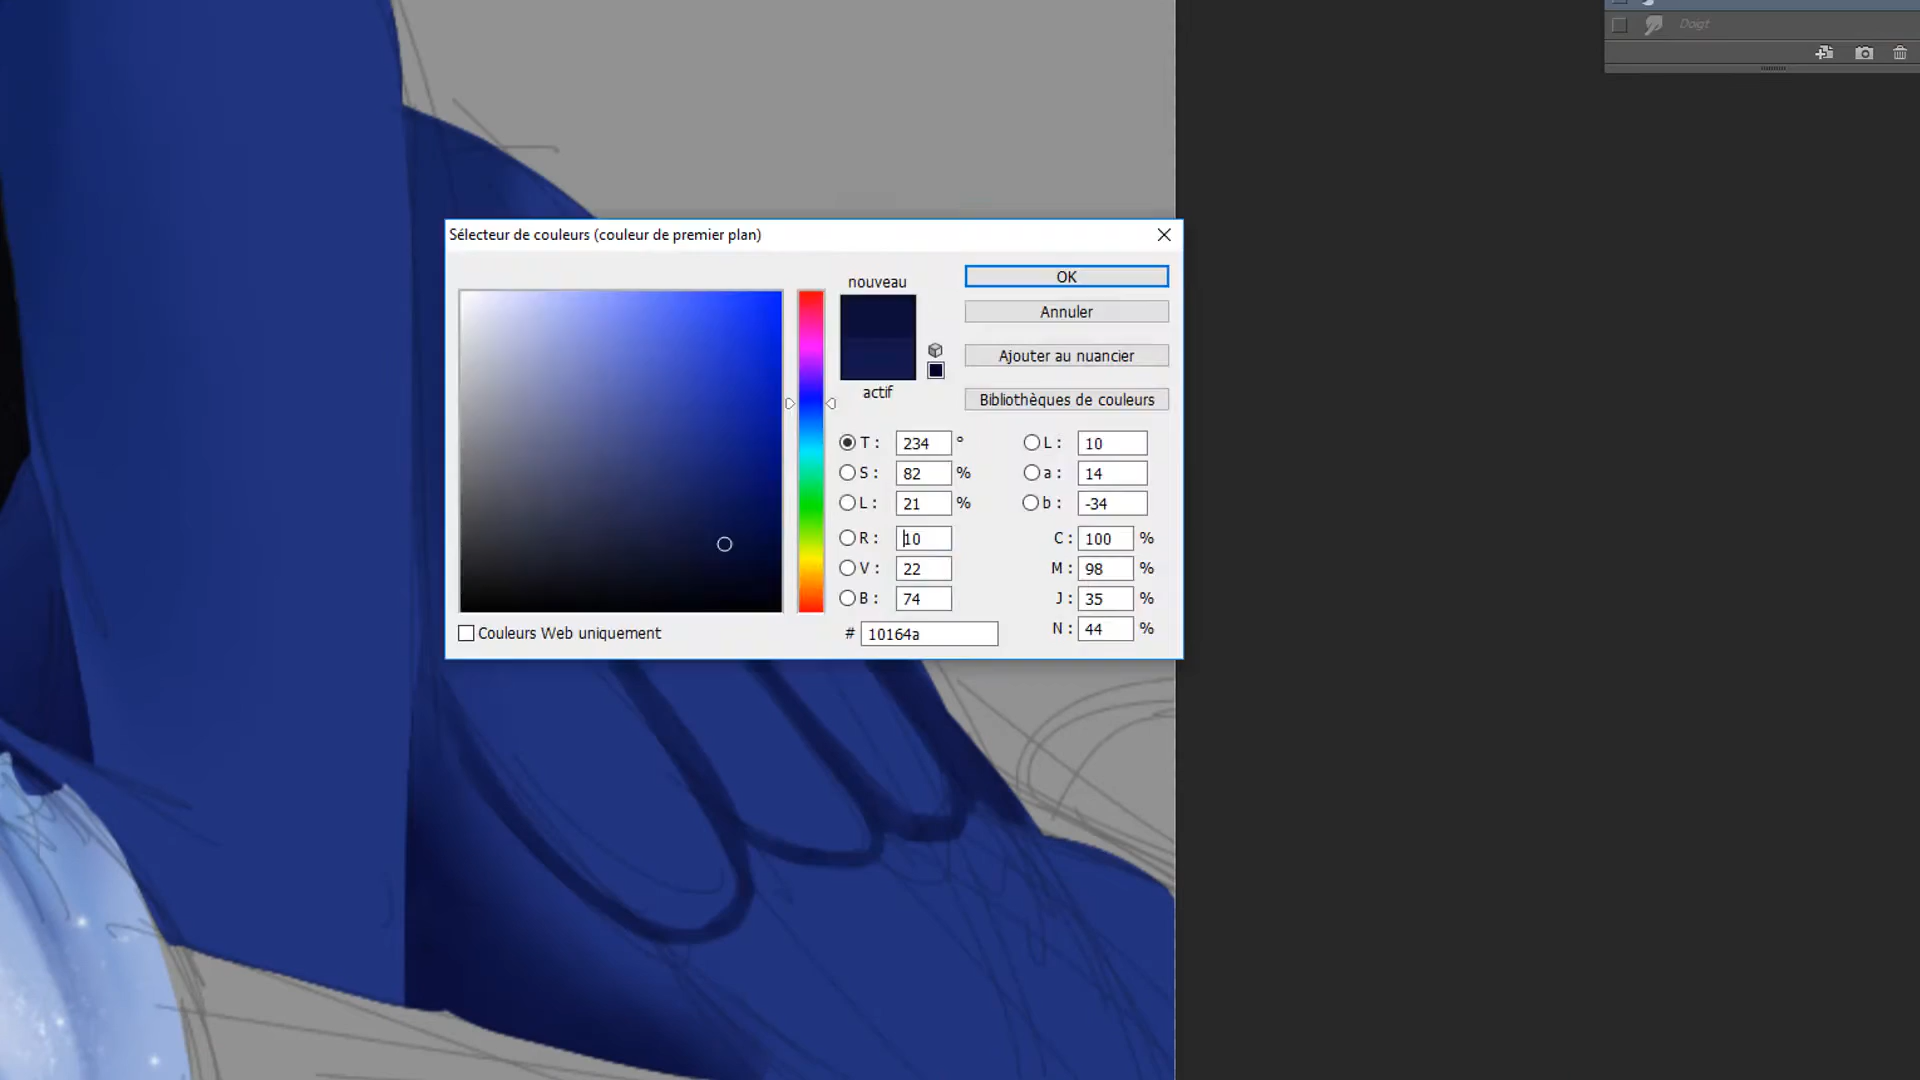 Doigt
Sélecteur de couleurs (couleur de premier plan)
nouveau
actif
OK
Annuler
Ajouter au nuancier
Bibliothèques de couleurs
T : 234 °
S : 82 %
L : 21 %
R : 10
V : 22
B : 74
# 10164a
L : 10
a : 14
b : -34
C : 100 %
M : 98 %
J : 35 %
N : 44 %
Couleurs Web uniquement